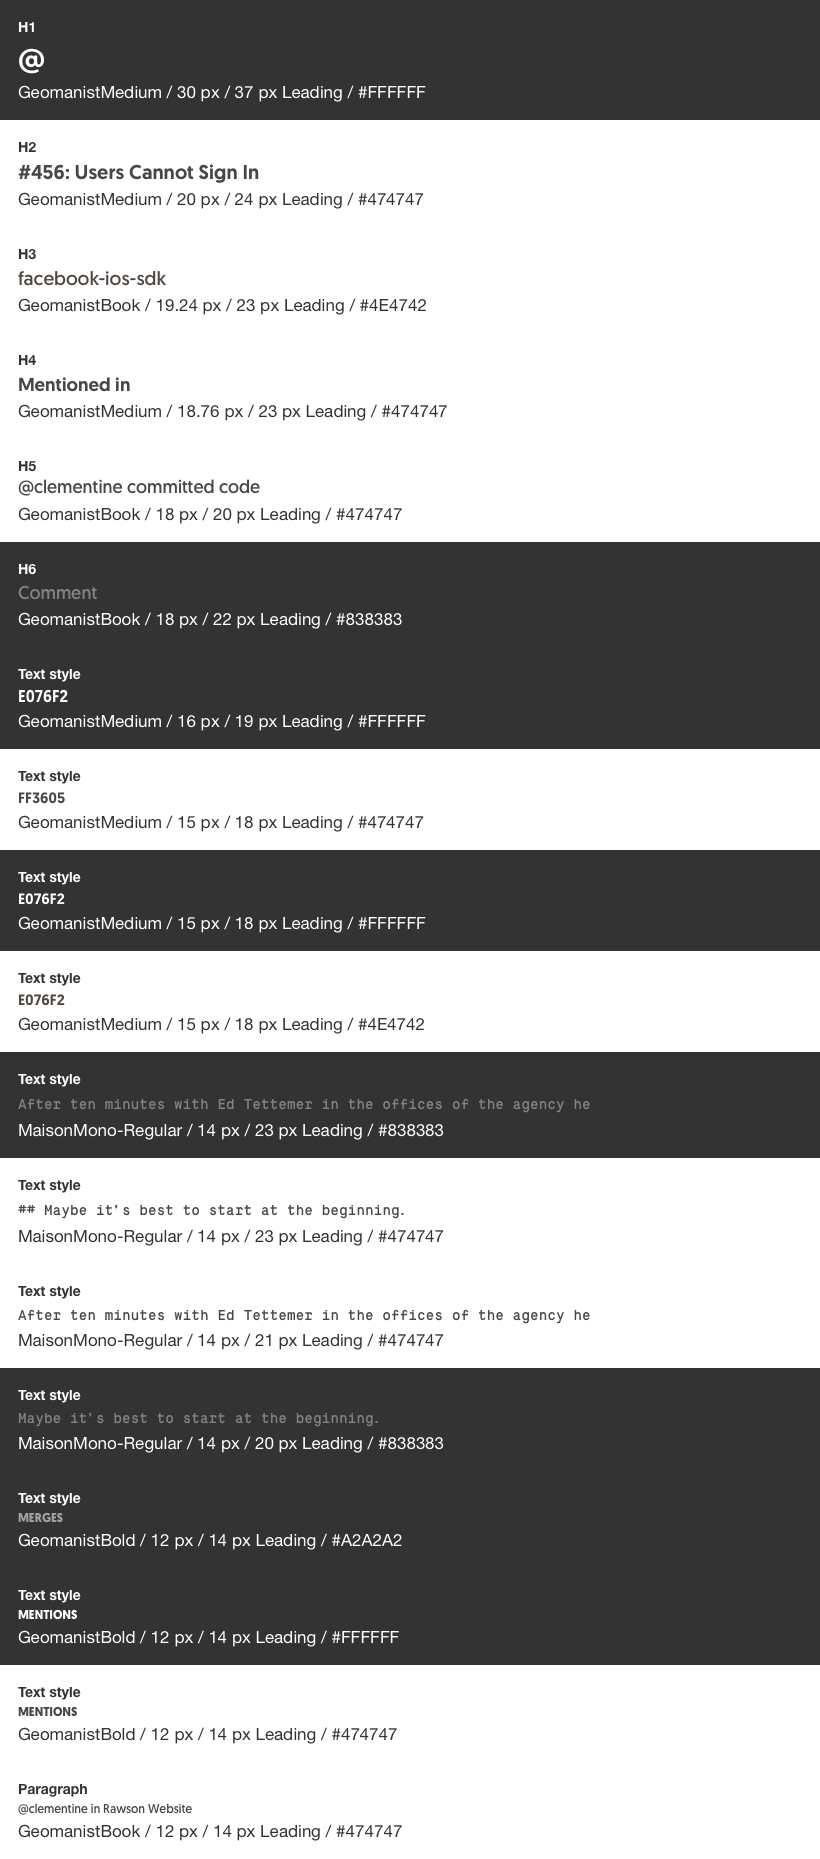 H1
@
GeomanistMedium / 30 px / 37 px Leading / #FFFFFF
H2
#456: Users Cannot Sign In
GeomanistMedium / 20 px / 24 px Leading / #474747
H3
facebook-ios-sdk
GeomanistBook / 19.24 px / 23 px Leading / #4E4742
H4
Mentioned in
GeomanistMedium / 18.76 px / 23 px Leading / #474747
H5
@clementine committed code
GeomanistBook / 18 px / 20 px Leading / #474747
H6
Comment
GeomanistBook / 18 px / 22 px Leading / #838383
Text style
E076F2
GeomanistMedium / 16 px / 19 px Leading / #FFFFFF
Text style
FF3605
GeomanistMedium / 15 px / 18 px Leading / #474747
Text style
E076F2
GeomanistMedium / 15 px / 18 px Leading / #FFFFFF
Text style
E076F2
GeomanistMedium / 15 px / 18 px Leading / #4E4742
Text style
After ten minutes with Ed Tettemer in the offices of the agency he
MaisonMono-Regular / 14 px / 23 px Leading / #838383
Text style
## Maybe it's best to start at the beginning.
MaisonMono-Regular / 14 px / 23 px Leading / #474747
Text style
After ten minutes with Ed Tettemer in the offices of the agency he
MaisonMono-Regular / 14 px / 21 px Leading / #474747
Text style
Maybe it's best to start at the beginning.
MaisonMono-Regular / 14 px / 20 px Leading / #838383
Text style
MERGES
GeomanistBold / 12 px / 14 px Leading / #A2A2A2
Text style
MENTIONS
GeomanistBold / 12 px / 14 px Leading / #FFFFFF
Text style
MENTIONS
GeomanistBold / 12 px / 14 px Leading / #474747
Paragraph
@clementine in Rawson Website
GeomanistBook / 12 px / 14 px Leading / #474747